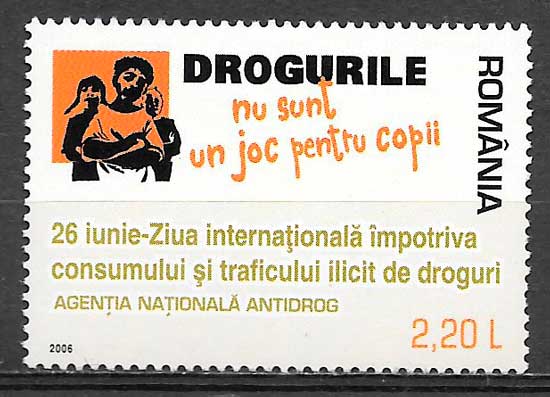 DROGURILE
nu sunt
un joc pentru copii
ROMÂNIA
26 iunie-Ziua internaţională împotriva
consumului şi traficului ilicit de droguri
AGENŢIA NAŢIONALĂ ANTIDROG
2006
2,20 L